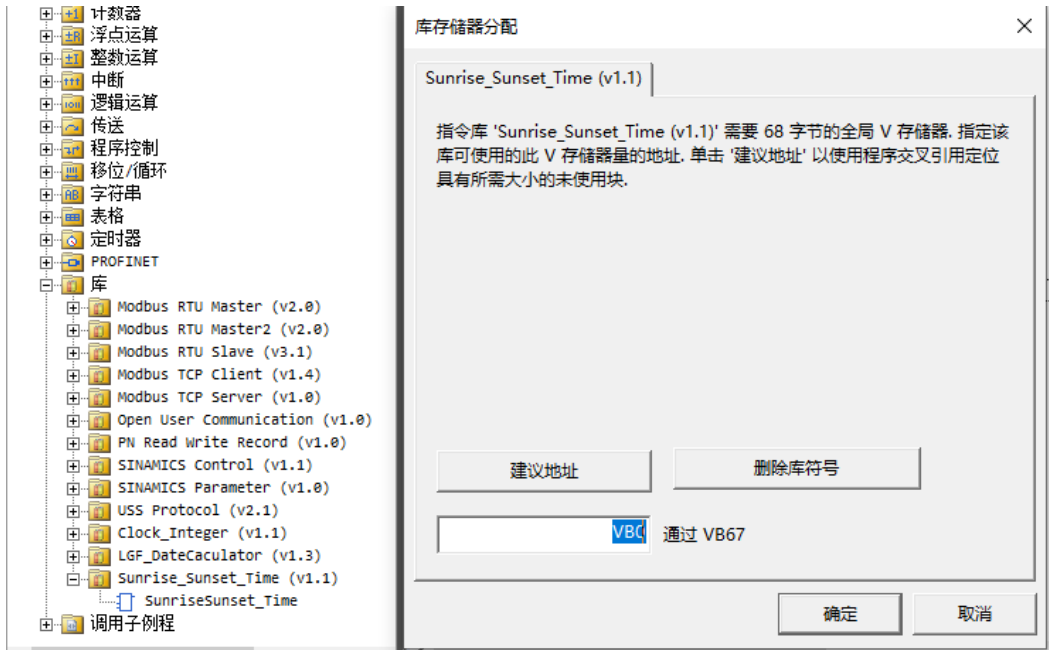 计数器
浮点运算
整数运算
中断
逻辑运算
传送
程序控制
移位/循环
字符串
表格
定时器
PROFINET
库
Modbus RTU Master (v2.0)
Modbus RTU Master2 (v2.0)
Modbus RTU Slave (v3.1)
Modbus TCP Client (v1.4)
Modbus TCP Server (v1.0)
Open User Communication (v1.0)
PN Read Write Record (v1.0)
SINAMICS Control (v1.1)
SINAMICS Parameter (v1.0)
USS Protocol (v2.1)
Clock_Integer (v1.1)
LGF_DateCaculator (v1.3)
Sunrise_Sunset_Time (v1.1)
SunriseSunset_Time
调用子例程
库存储器分配
Sunrise_Sunset_Time (v1.1)
指令库 'Sunrise_Sunset_Time (v1.1)' 需要 68 字节的全局 V 存储器. 指定该
库可使用的此 V 存储器量的地址. 单击 '建议地址' 以使用程序交叉引用定位
具有所需大小的未使用块.
建议地址
删除库符号
VB0
通过 VB67
确定
取消